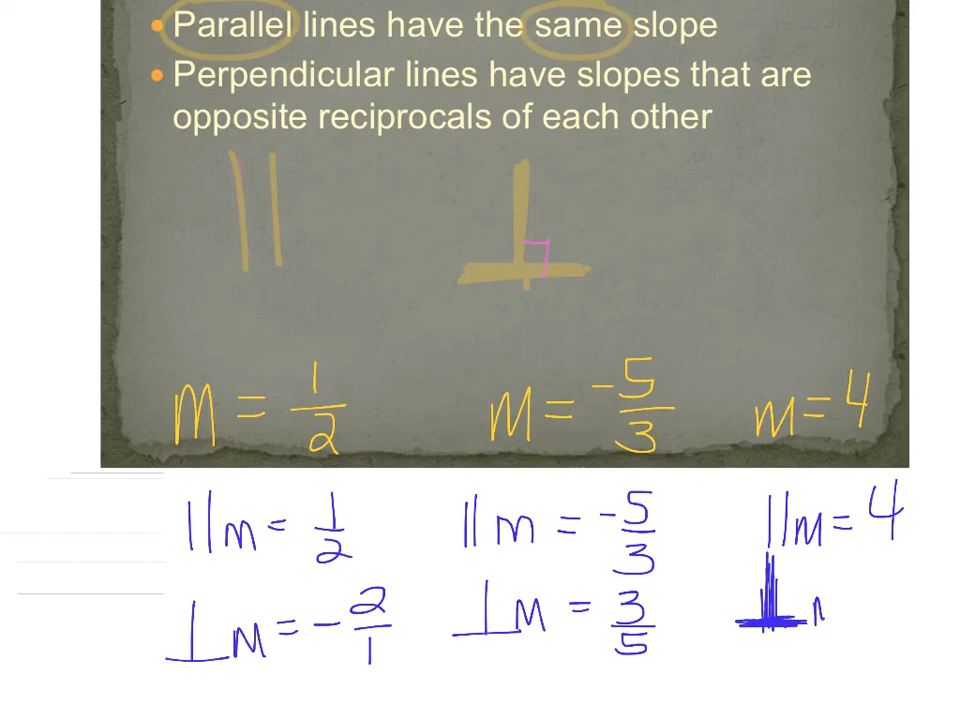 • Parallel lines have the same slope
• Perpendicular lines have slopes that are
opposite reciprocals of each other
m = 1/2 m = -5/3 m = 4
|| m = 1/2 || m = -5/3 || m = 4
⊥ m = -2/1 ⊥ m = 3/5 ⊥